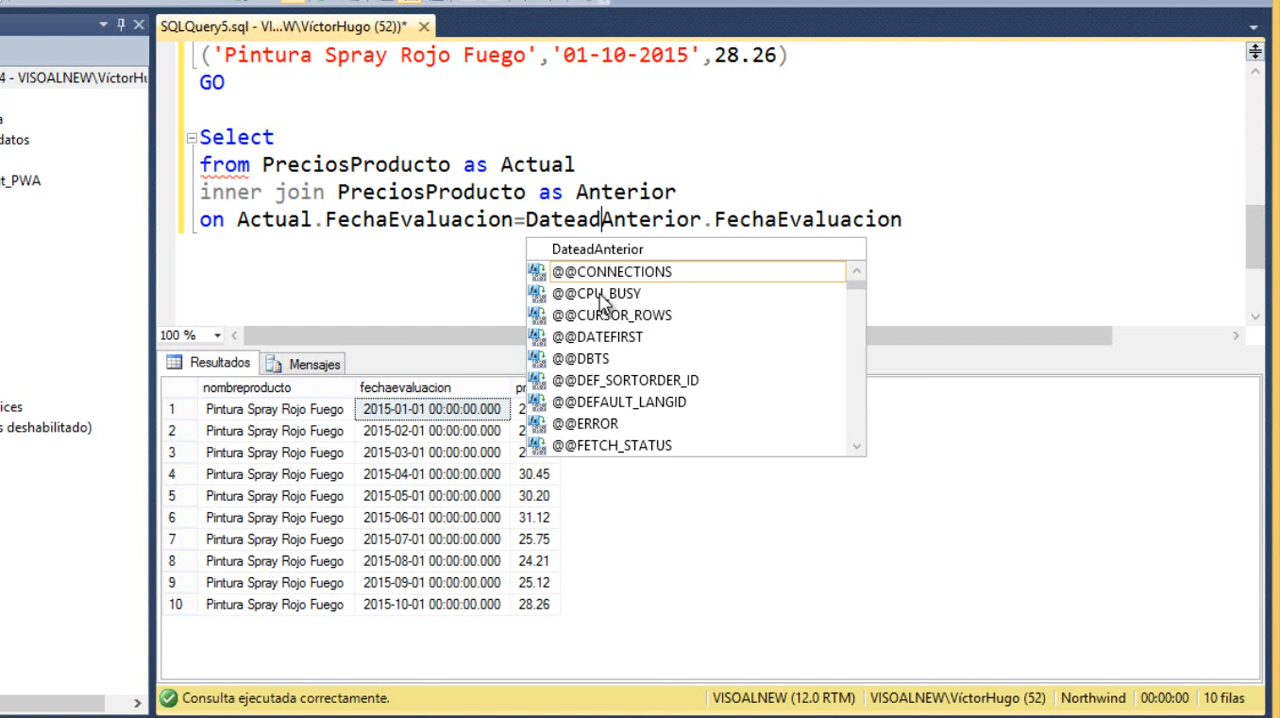 SQLQuery5.sql - VI...W\VíctorHugo (52))*
4 - VISOALNEW\VíctorHu
('Pintura Spray Rojo Fuego','01-10-2015',28.26)
GO
datos
Select
from PreciosProducto as Actual
inner join PreciosProducto as Anterior
on Actual.FechaEvaluacion=DateadAnterior.FechaEvaluacion
_PWA
DateadAnterior
@@CONNECTIONS
@@CPU_BUSY
@@CURSOR_ROWS
@@DATEFIRST
@@DBTS
@@DEF_SORTORDER_ID
@@DEFAULT_LANGID
@@ERROR
@@FETCH_STATUS
100 %
Resultados Mensajes
ices
s deshabilitado)
nombreproducto fechaevaluacion pr
1 Pintura Spray Rojo Fuego 2015-01-01 00:00:00.000 2
2 Pintura Spray Rojo Fuego 2015-02-01 00:00:00.000 2
3 Pintura Spray Rojo Fuego 2015-03-01 00:00:00.000 2
4 Pintura Spray Rojo Fuego 2015-04-01 00:00:00.000 30.45
5 Pintura Spray Rojo Fuego 2015-05-01 00:00:00.000 30.20
6 Pintura Spray Rojo Fuego 2015-06-01 00:00:00.000 31.12
7 Pintura Spray Rojo Fuego 2015-07-01 00:00:00.000 25.75
8 Pintura Spray Rojo Fuego 2015-08-01 00:00:00.000 24.21
9 Pintura Spray Rojo Fuego 2015-09-01 00:00:00.000 25.12
10 Pintura Spray Rojo Fuego 2015-10-01 00:00:00.000 28.26
Consulta ejecutada correctamente. VISOALNEW (12.0 RTM) VISOALNEW\VíctorHugo (52) Northwind 00:00:00 10 filas